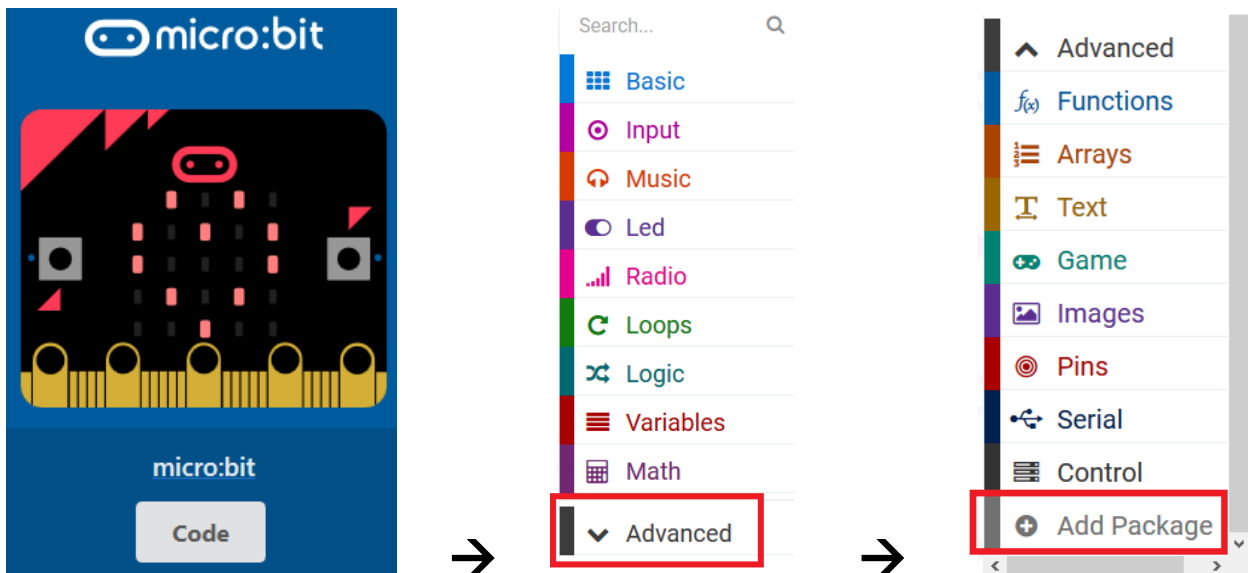 micro:bit
micro:bit
Code
Search...
Basic
Input
Music
Led
Radio
Loops
Logic
Variables
Math
Advanced
Advanced
f(x) Functions
Arrays
Text
Game
Images
Pins
Serial
Control
Add Package